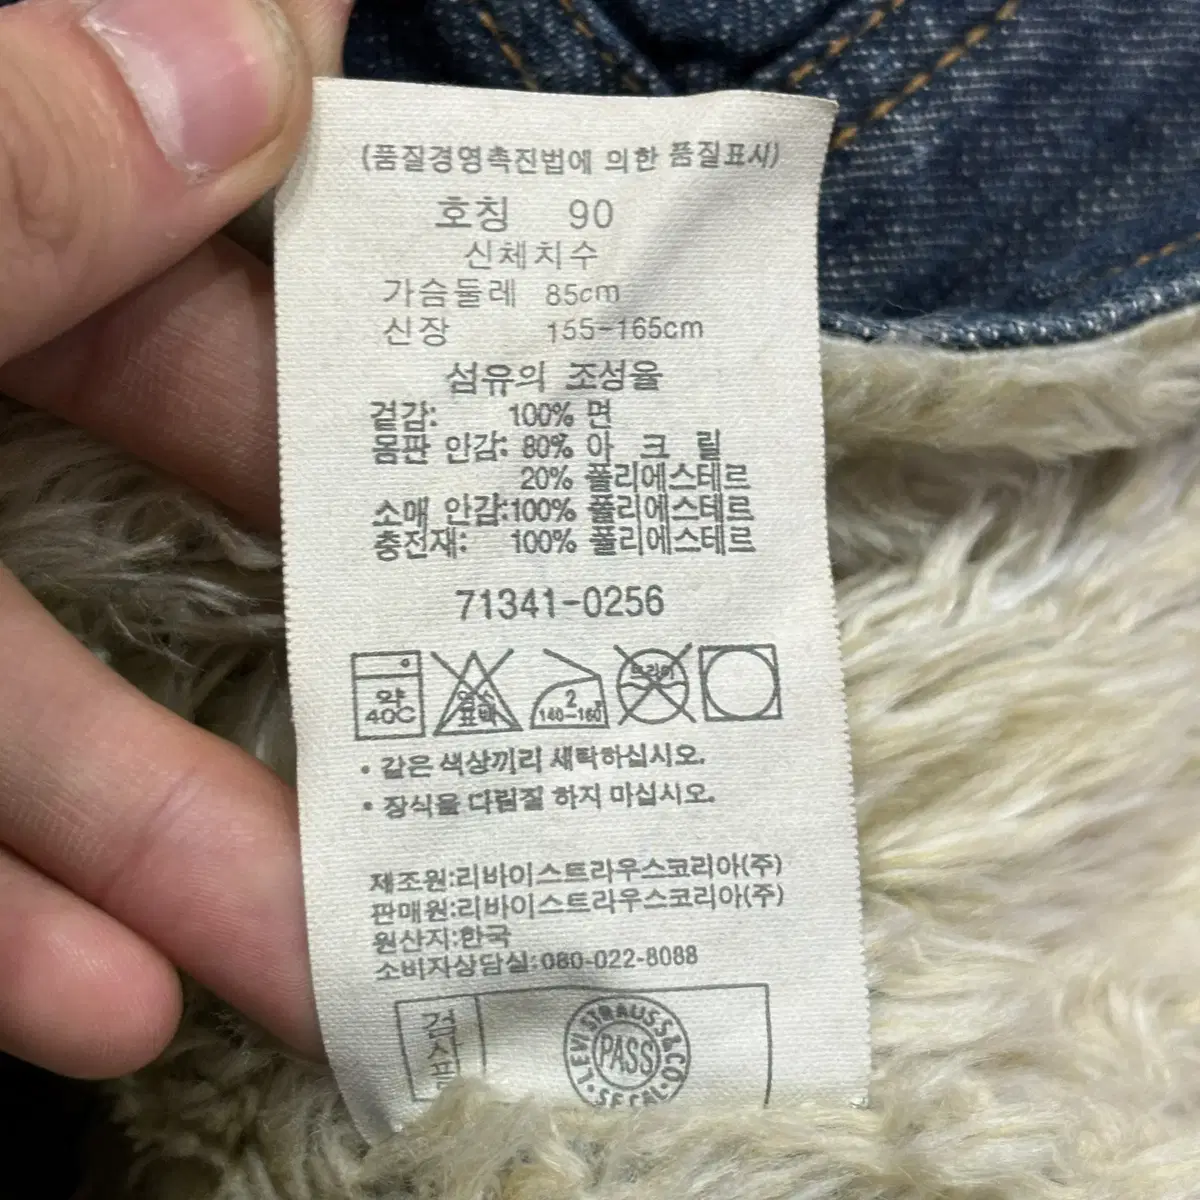 (품질경영촉진법에 의한 품질표시)
호칭 90
신체치수
가슴둘레 85cm
신장 155-165cm
섬유의 조성율
겉감: 100% 면
몸판 안감: 80% 아 크 릴
20% 폴리에스테르
소매 안감:100% 폴리에스테르
충전재: 100% 폴리에스테르
71341-0256
약 40C
염소 표백
2 140-160
드라이
• 같은 색상끼리 세탁하십시오.
• 장식을 다림질 하지 마십시오.
제조원:리바이스트라우스코리아(주)
판매원:리바이스트라우스코리아(주)
원산지:한국
소비자상담실:080-022-8088
검사필
LEVI STRAUSS & CO.
PASS